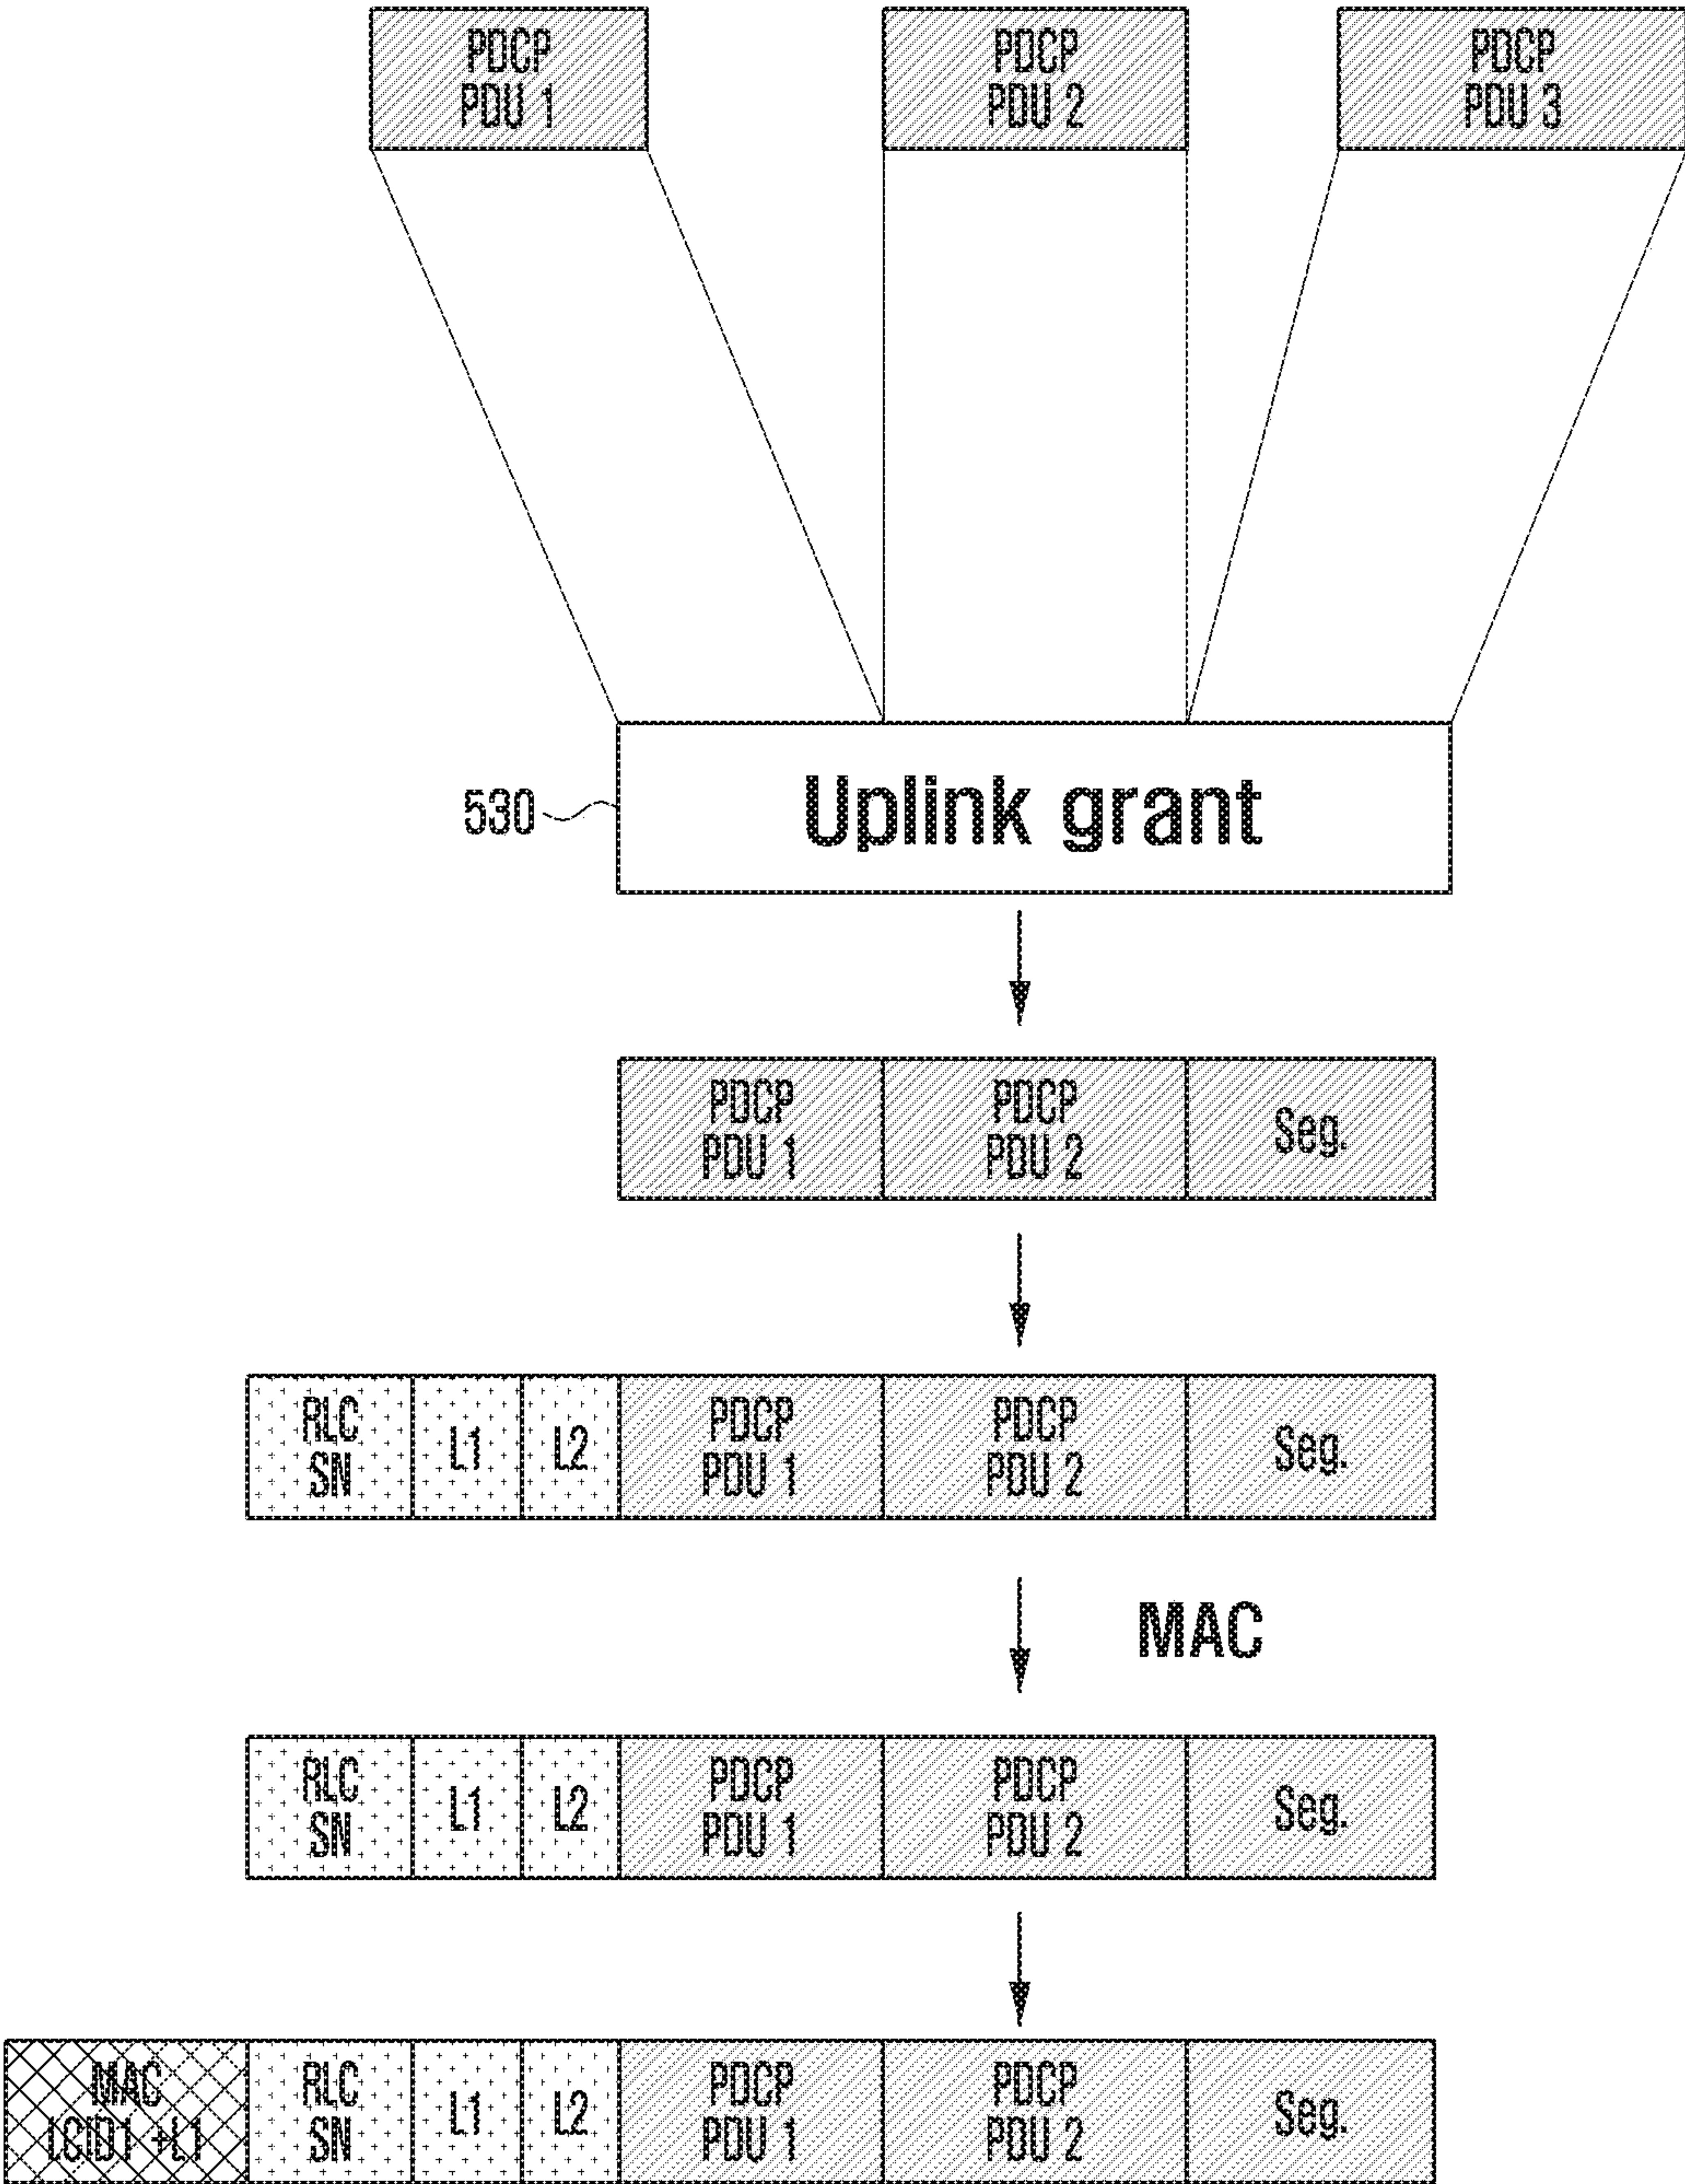 PDCP
PDU 1
PDCP
PDU 2
PDCP
PDU 3
530
Uplink grant
PDCP
PDU 1
PDCP
PDU 2
Seg.
RLC
SN
L1
L2
PDCP
PDU 1
PDCP
PDU 2
Seg.
MAC
RLC
SN
L1
L2
PDCP
PDU 1
PDCP
PDU 2
Seg.
MAC
LCID1 +L1
RLC
SN
L1
L2
PDCP
PDU 1
PDCP
PDU 2
Seg.